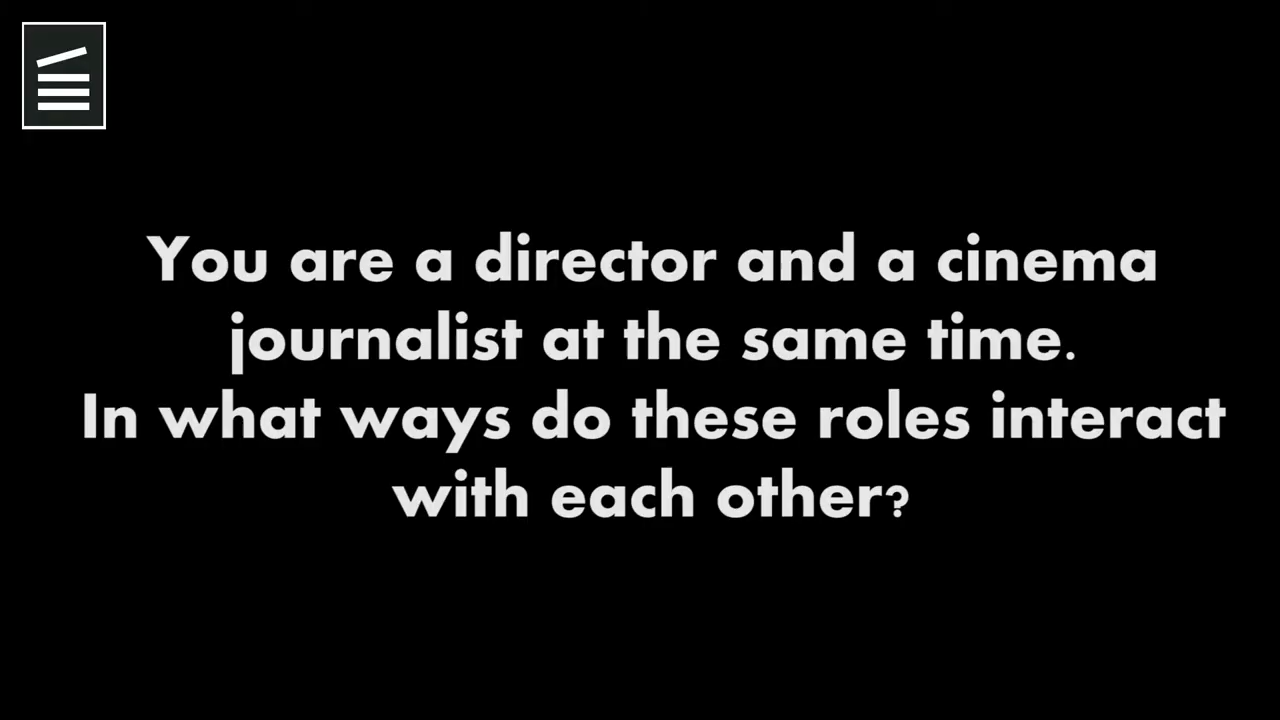 You are a director and a cinema
journalist at the same time.
In what ways do these roles interact
with each other?